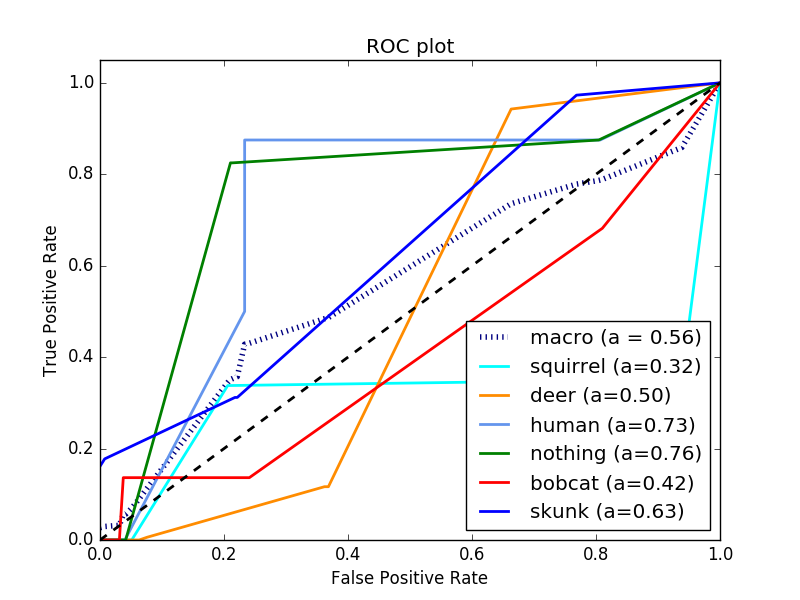 ROC plot
1.0
0.8
0.6
0.4
0.2
0.0
True Positive Rate
macro (a = 0.56)
squirrel (a=0.32)
deer (a=0.50)
human (a=0.73)
nothing (a=0.76)
bobcat (a=0.42)
skunk (a=0.63)
0.0 0.2 0.4 0.6 0.8 1.0
False Positive Rate